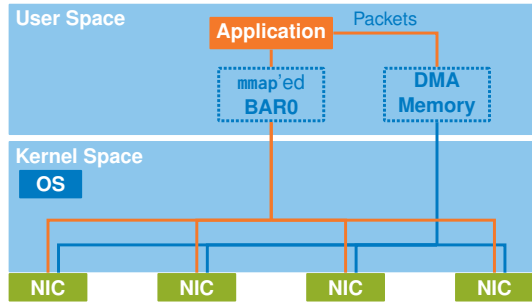 User Space
Packets
Application
mmap'ed
BAR0
DMA
Memory
Kernel Space
OS
NIC
NIC
NIC
NIC